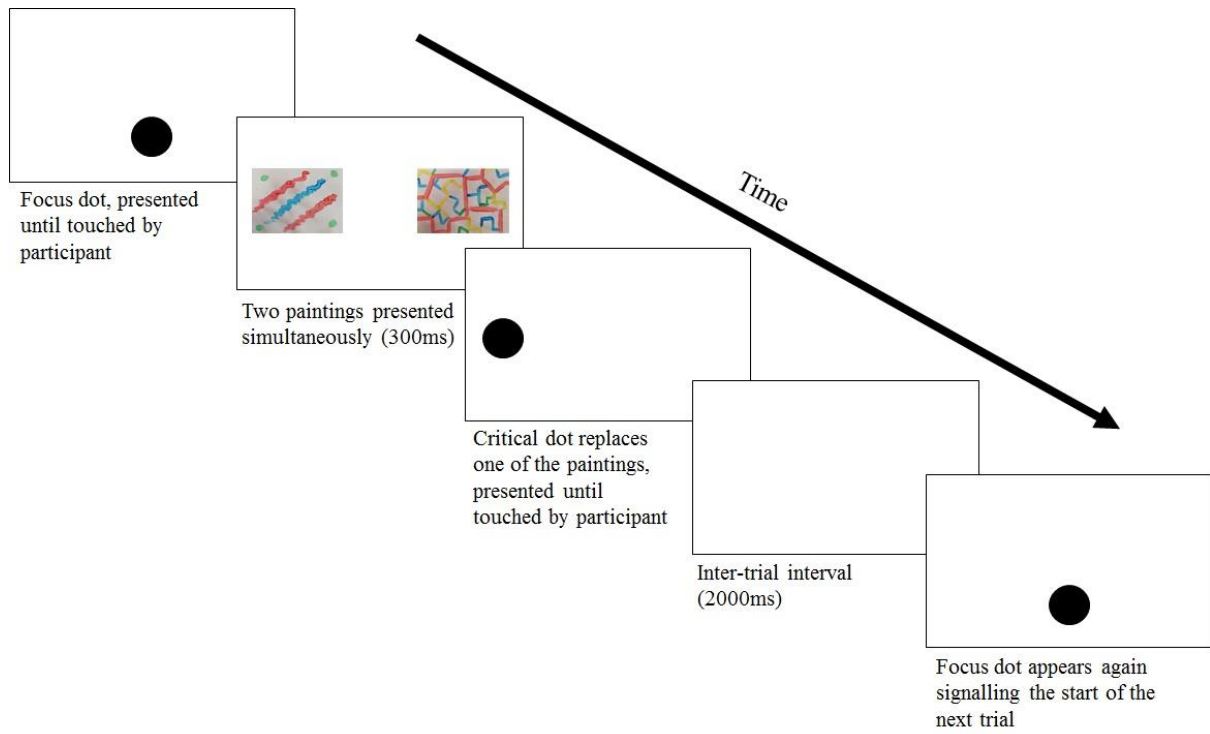 Focus dot, presented
until touched by
participant
Two paintings presented
simultaneously (300ms)
Time
Critical dot replaces
one of the paintings,
presented until
touched by participant
Inter-trial interval
(2000ms)
Focus dot appears again
signalling the start of the
next trial